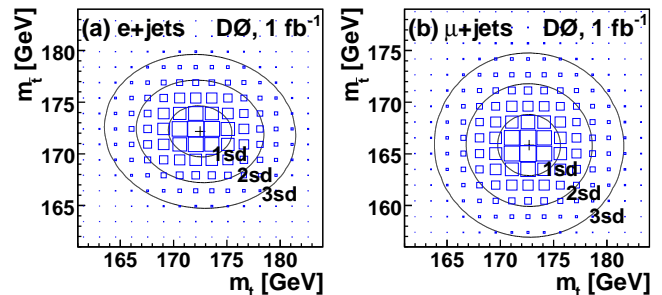 (a) e+jets DØ, 1 fb⁻¹
m_t̄ [GeV]
180
175
170
165
1sd
2sd
3sd
165 170 175 180
m_t [GeV]
(b) μ+jets DØ, 1 fb⁻¹
m_t̄ [GeV]
175
170
165
160
1sd
2sd
3sd
165 170 175 180
m_t [GeV]